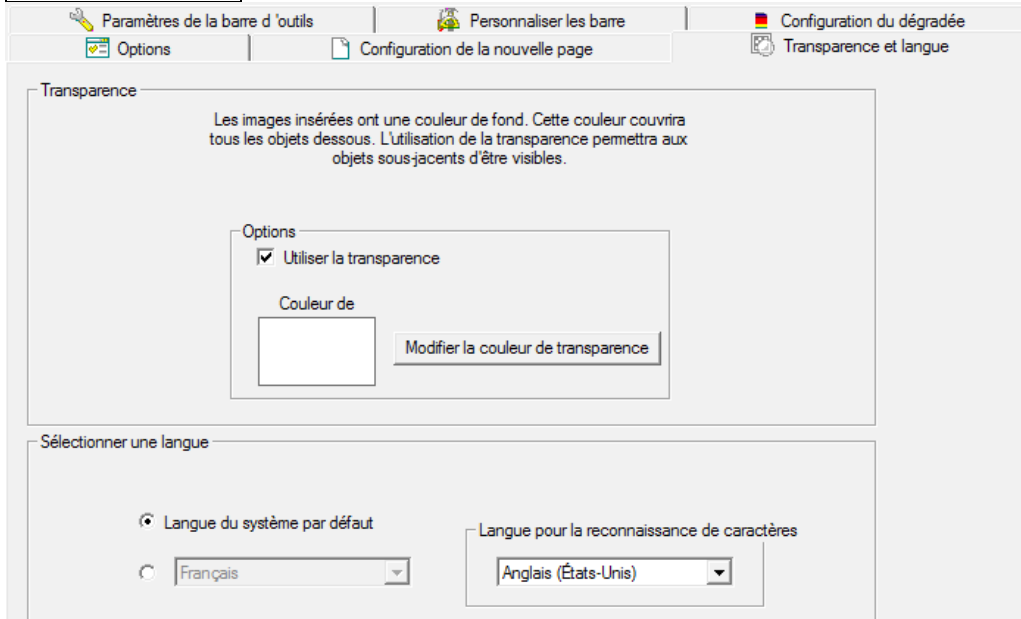 Paramètres de la barre d 'outils
Personnaliser les barre
Configuration du dégradée
Options
Configuration de la nouvelle page
Transparence et langue
Transparence
Les images insérées ont une couleur de fond. Cette couleur couvrira
tous les objets dessous. L'utilisation de la transparence permettra aux
objets sous-jacents d'être visibles.
Options
Utiliser la transparence
Couleur de
Modifier la couleur de transparence
Sélectionner une langue
Langue du système par défaut
Langue pour la reconnaissance de caractères
Français
Anglais (États-Unis)